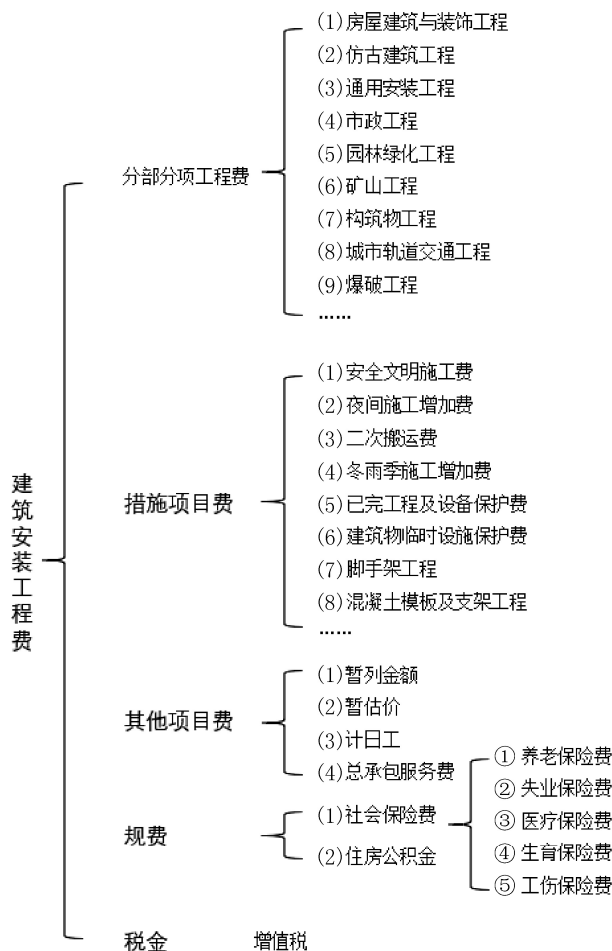 建筑安装工程费
分部分项工程费
(1)房屋建筑与装饰工程
(2)仿古建筑工程
(3)通用安装工程
(4)市政工程
(5)园林绿化工程
(6)矿山工程
(7)构筑物工程
(8)城市轨道交通工程
(9)爆破工程
……
措施项目费
(1)安全文明施工费
(2)夜间施工增加费
(3)二次搬运费
(4)冬雨季施工增加费
(5)已完工程及设备保护费
(6)建筑物临时设施保护费
(7)脚手架工程
(8)混凝土模板及支架工程
……
其他项目费
(1)暂列金额
(2)暂估价
(3)计日工
(4)总承包服务费
规费
(1)社会保险费
① 养老保险费
② 失业保险费
③ 医疗保险费
④ 生育保险费
⑤ 工伤保险费
(2)住房公积金
税金
增值税